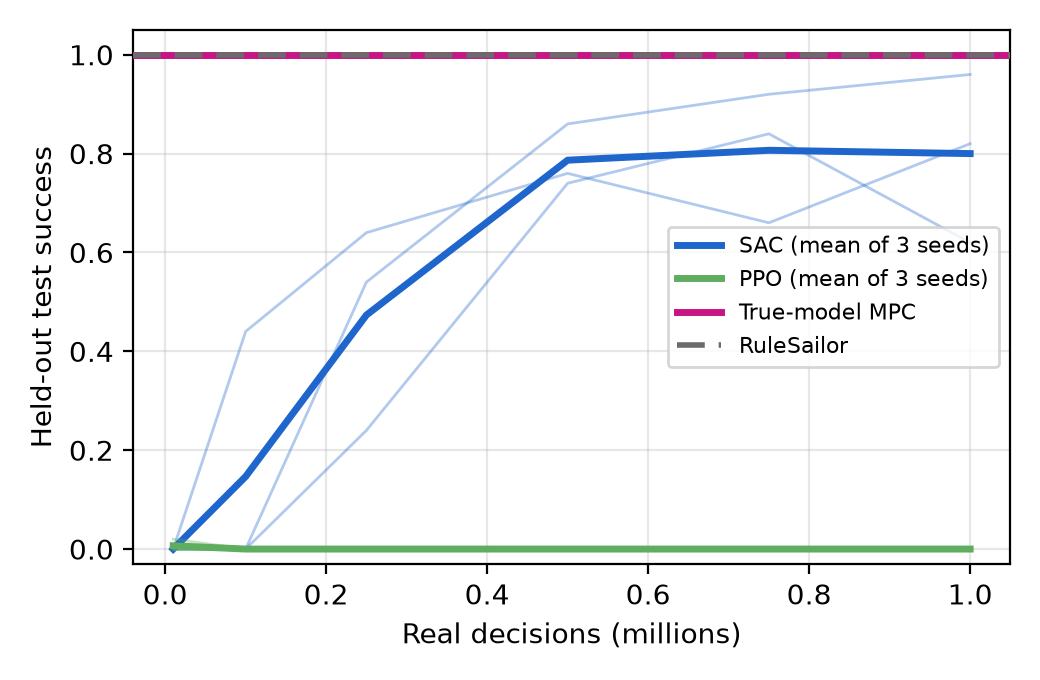 1.0
0.8
0.6
0.4
0.2
0.0
Held-out test success
SAC (mean of 3 seeds)
PPO (mean of 3 seeds)
True-model MPC
RuleSailor
0.0 0.2 0.4 0.6 0.8 1.0
Real decisions (millions)